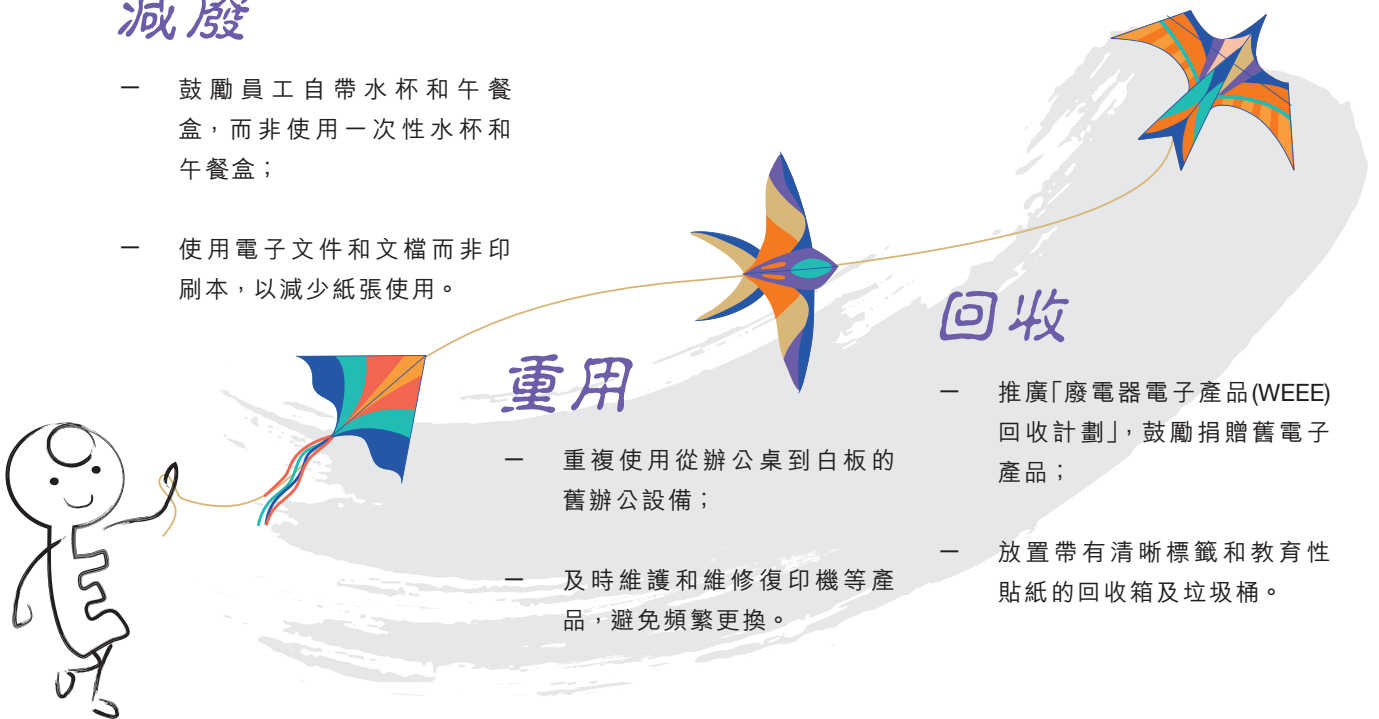 減廢
— 鼓勵員工自帶水杯和午餐
盒，而非使用一次性水杯和
午餐盒；
— 使用電子文件和文檔而非印
刷本，以減少紙張使用。
重用
— 重複使用從辦公桌到白板的
舊辦公設備；
— 及時維護和維修復印機等產
品，避免頻繁更換。
回收
— 推廣「廢電器電子產品(WEEE)
回收計劃」，鼓勵捐贈舊電子
產品；
— 放置帶有清晰標籤和教育性
貼紙的回收箱及垃圾桶。